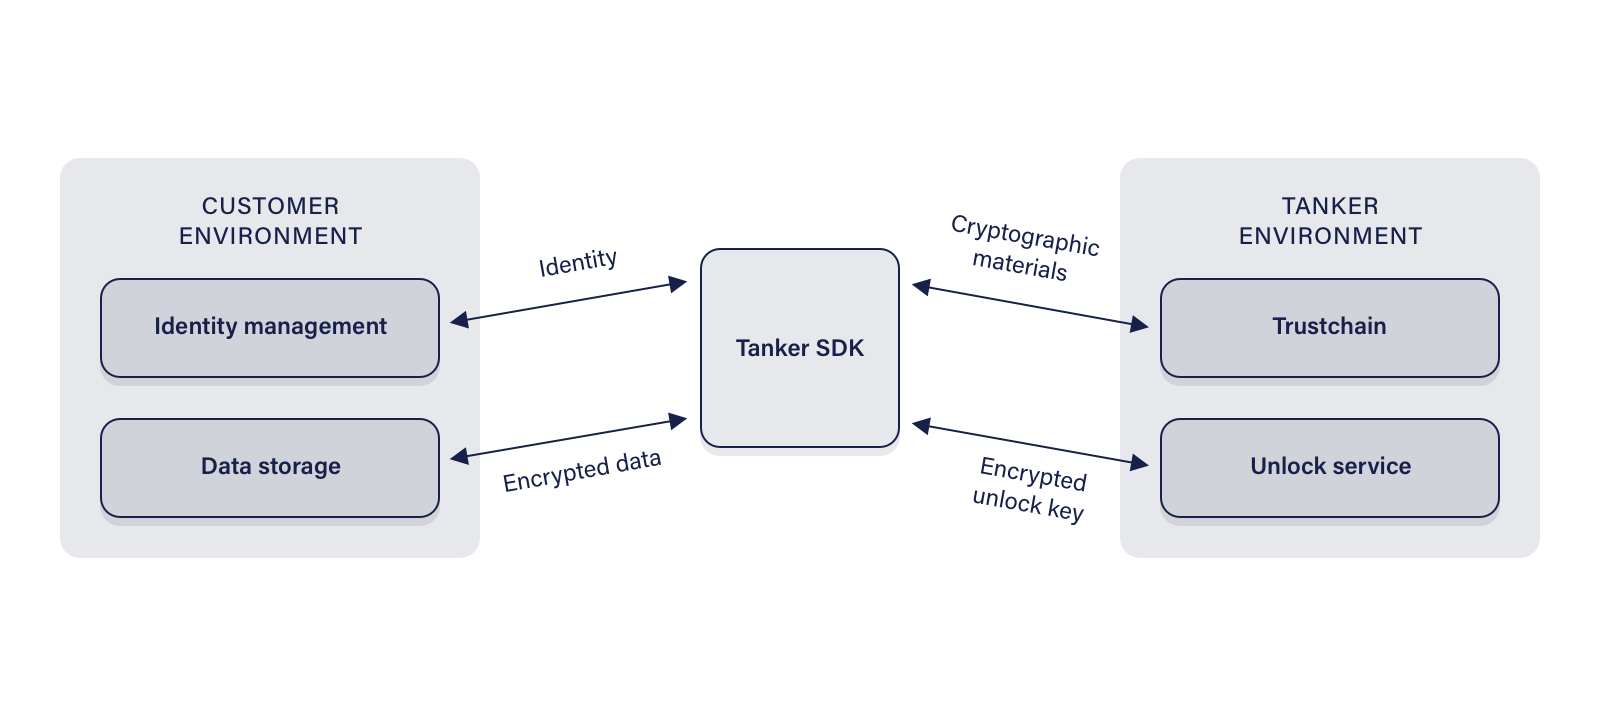 CUSTOMER
ENVIRONMENT
Identity management
Data storage
Identity
Encrypted data
Tanker SDK
Cryptographic
materials
Encrypted
unlock key
TANKER
ENVIRONMENT
Trustchain
Unlock service